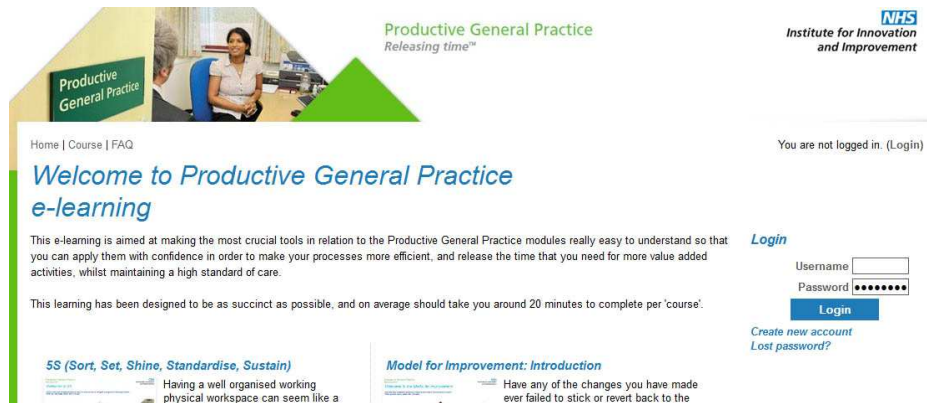 Productive General Practice
Releasing time™
NHS
Institute for Innovation
and Improvement
Productive
General Practice
Home | Course | FAQ
You are not logged in. (Login)
Welcome to Productive General Practice
e-learning
This e-learning is aimed at making the most crucial tools in relation to the Productive General Practice modules really easy to understand so that
you can apply them with confidence in order to make your processes more efficient, and release the time that you need for more value added
activities, whilst maintaining a high standard of care.
This learning has been designed to be as succinct as possible, and on average should take you around 20 minutes to complete per 'course'.
Login
Username
Password
Login
Create new account
Lost password?
5S (Sort, Set, Shine, Standardise, Sustain)
Having a well organised working
physical workspace can seem like a
Model for Improvement: Introduction
Have any of the changes you have made
ever failed to stick or revert back to the